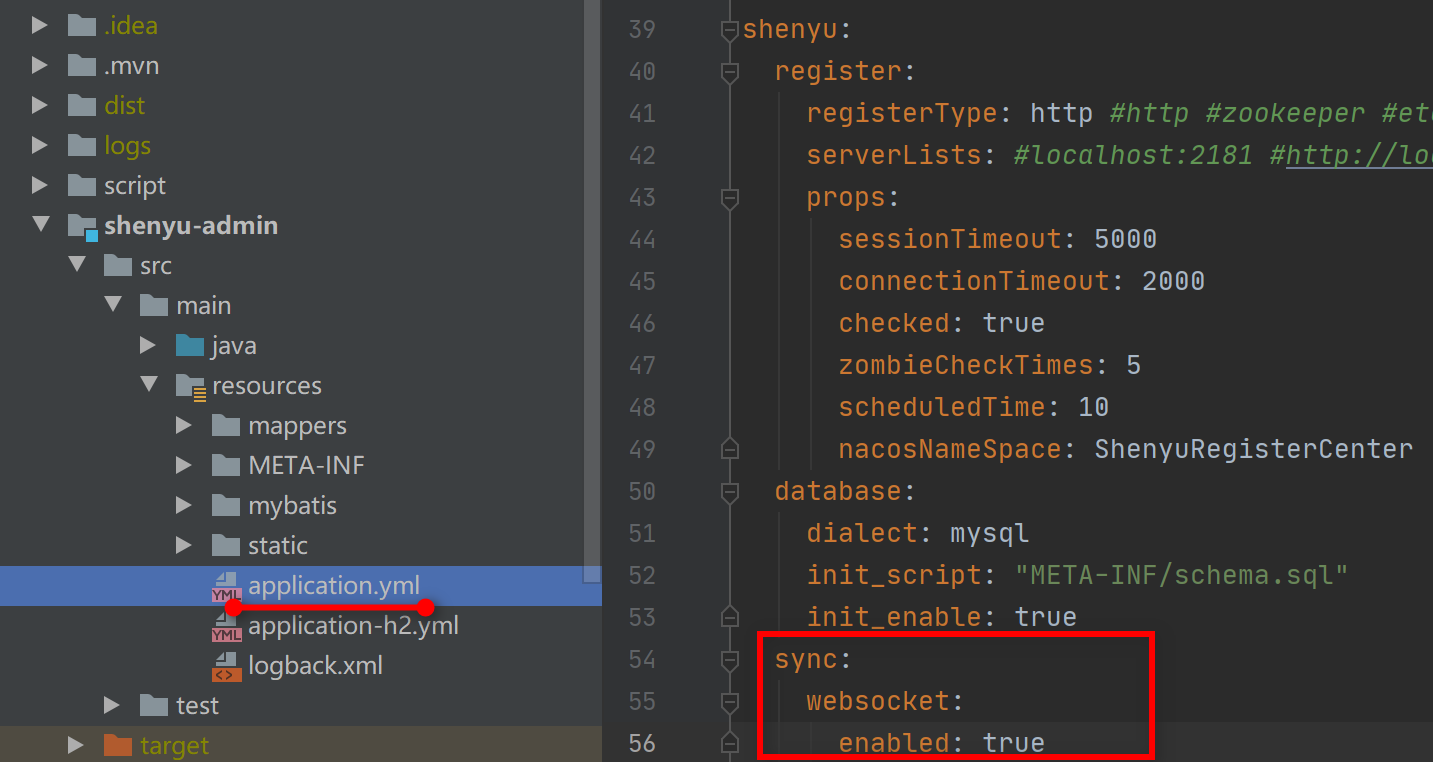 .idea
.mvn
dist
logs
script
shenyu-admin
src
main
java
resources
mappers
META-INF
mybatis
static
YML application.yml
YML application-h2.yml
<> logback.xml
test
target
39 shenyu:
40 register:
41 registerType: http #http #zookeeper #etc
42 serverLists: #localhost:2181 #http://loc
43 props:
44 sessionTimeout: 5000
45 connectionTimeout: 2000
46 checked: true
47 zombieCheckTimes: 5
48 scheduledTime: 10
49 nacosNameSpace: ShenyuRegisterCenter
50 database:
51 dialect: mysql
52 init_script: "META-INF/schema.sql"
53 init_enable: true
54 sync:
55 websocket:
56 enabled: true